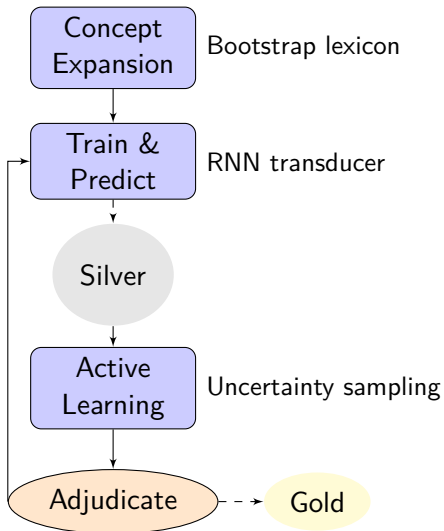 Concept
Expansion
Bootstrap lexicon
Train &
Predict
RNN transducer
Silver
Active
Learning
Uncertainty sampling
Adjudicate
Gold